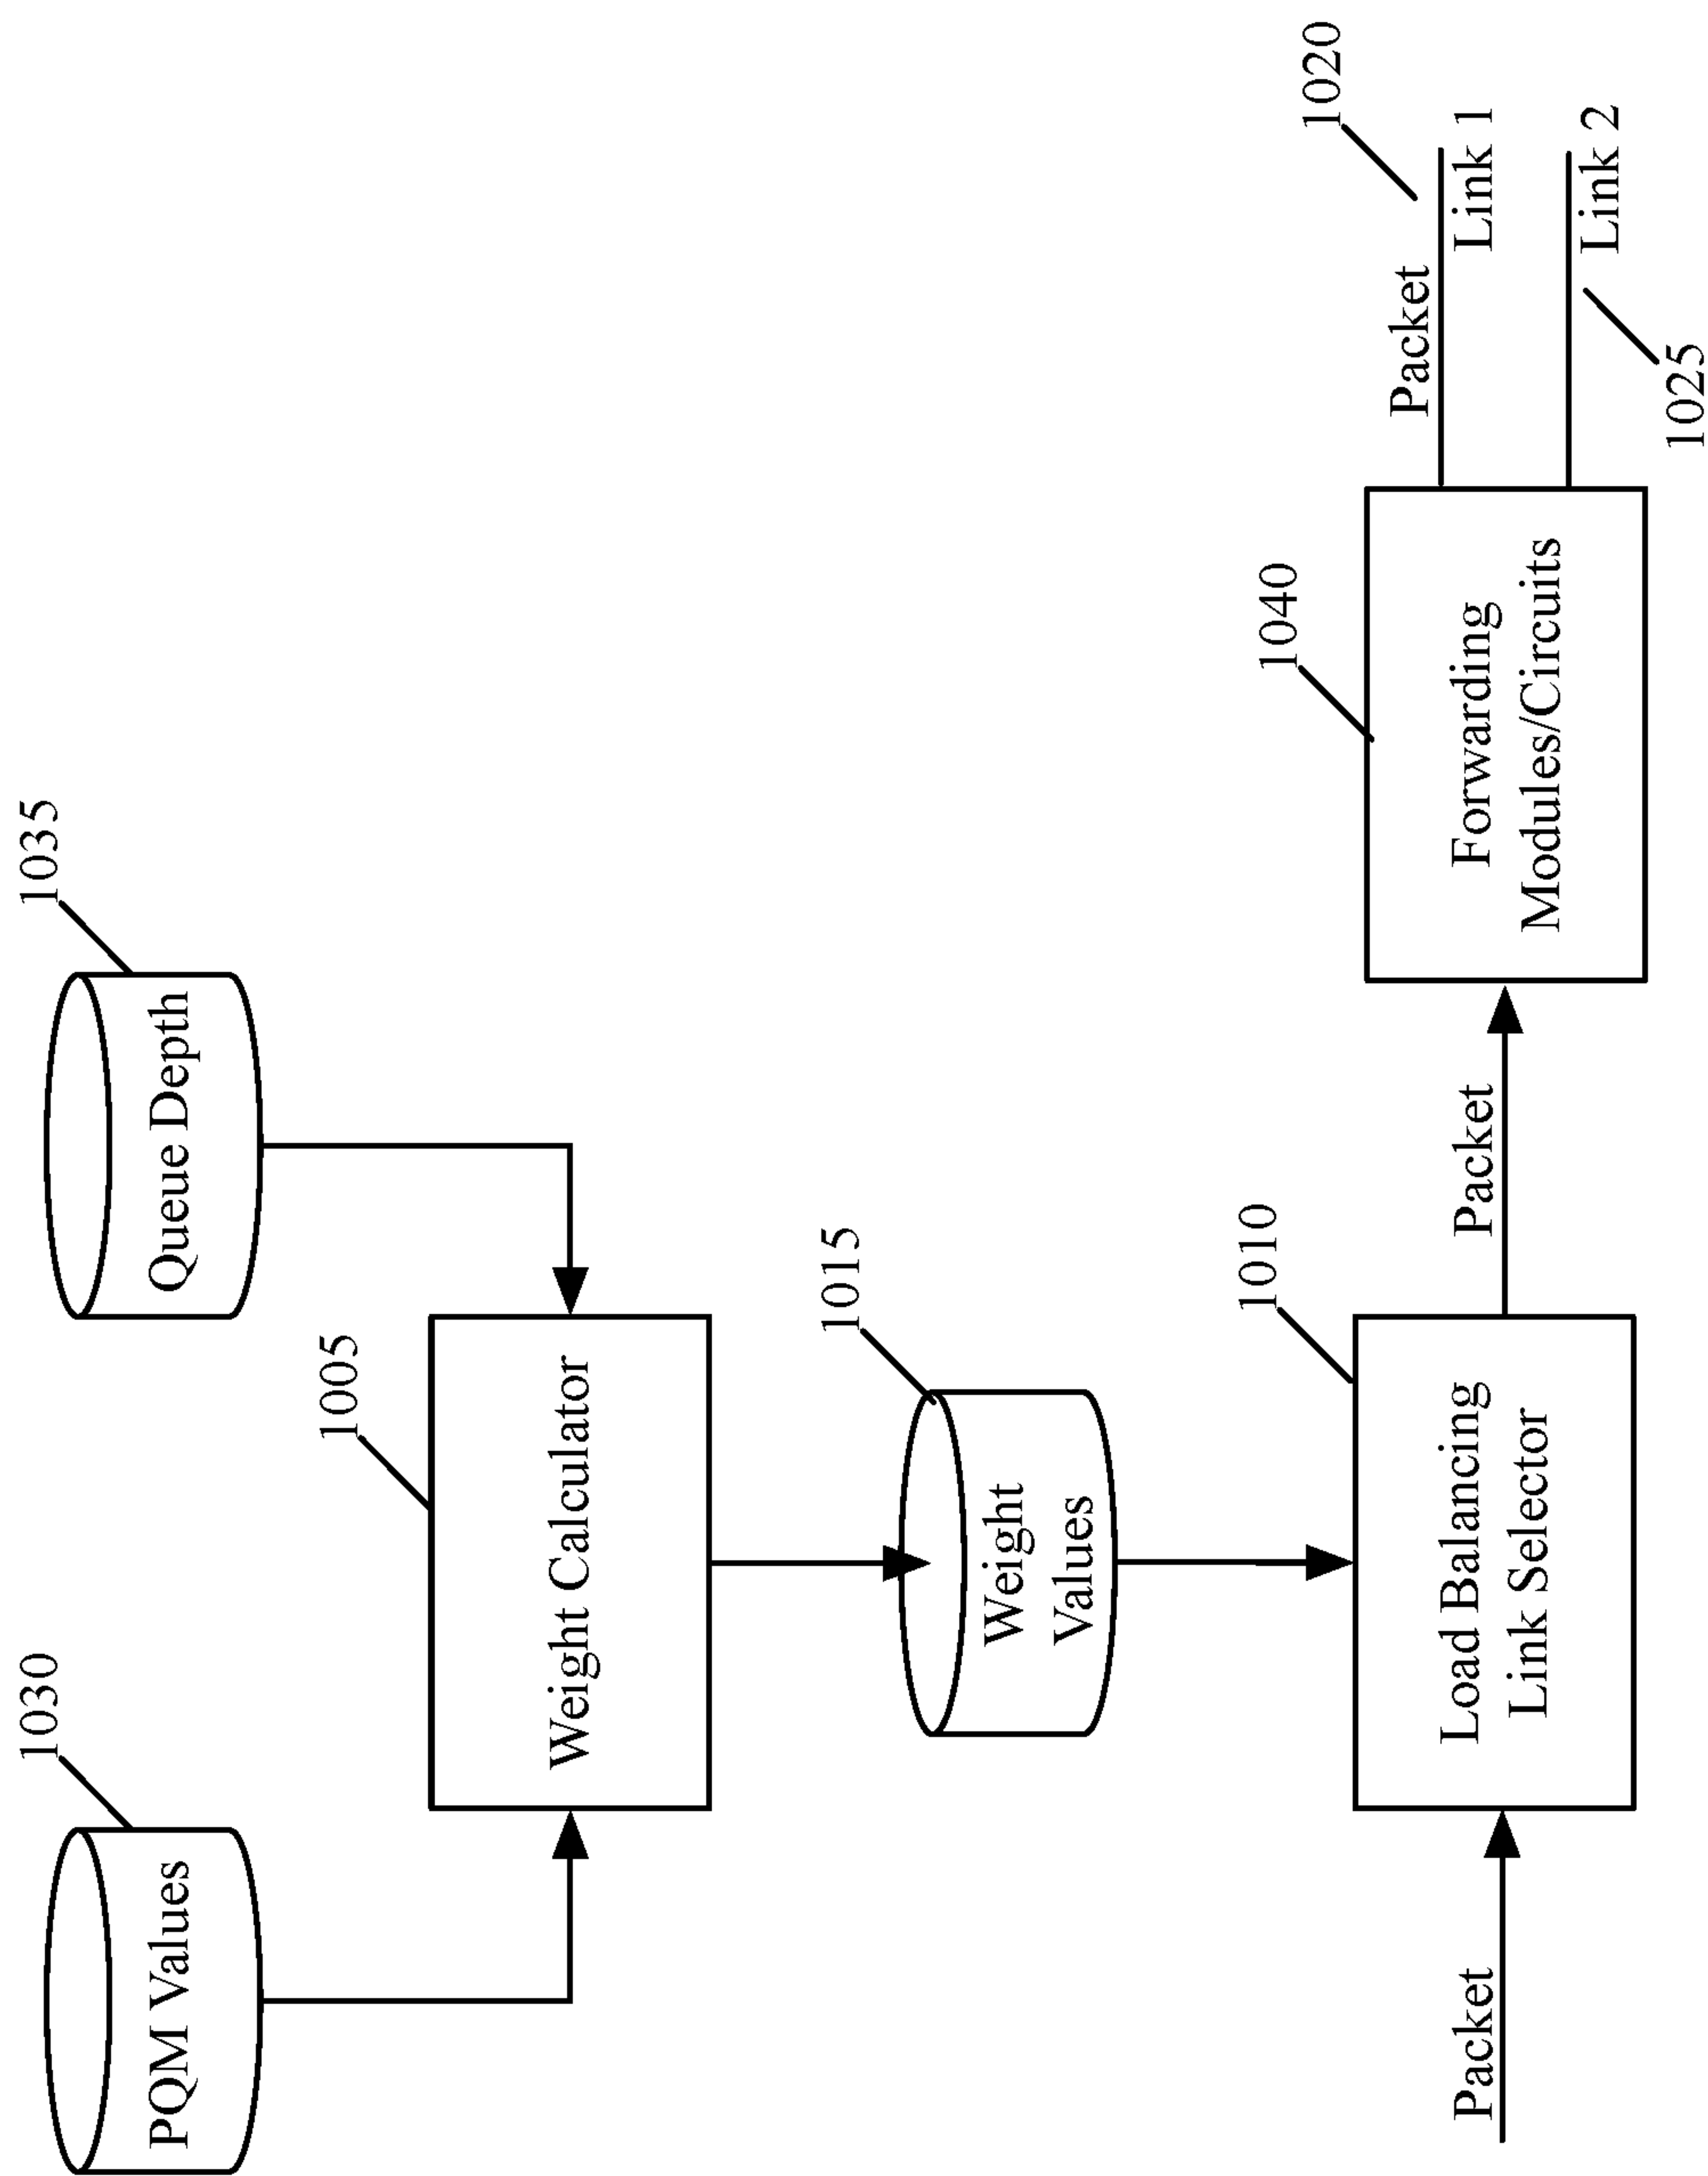 1030
PQM Values
1035
Queue Depth
1005
Weight Calculator
1015
Weight
Values
1010
Packet
Load Balancing
Link Selector
Packet
1040
Forwarding
Modules/Circuits
1020
Packet
Link 1
Link 2
1025